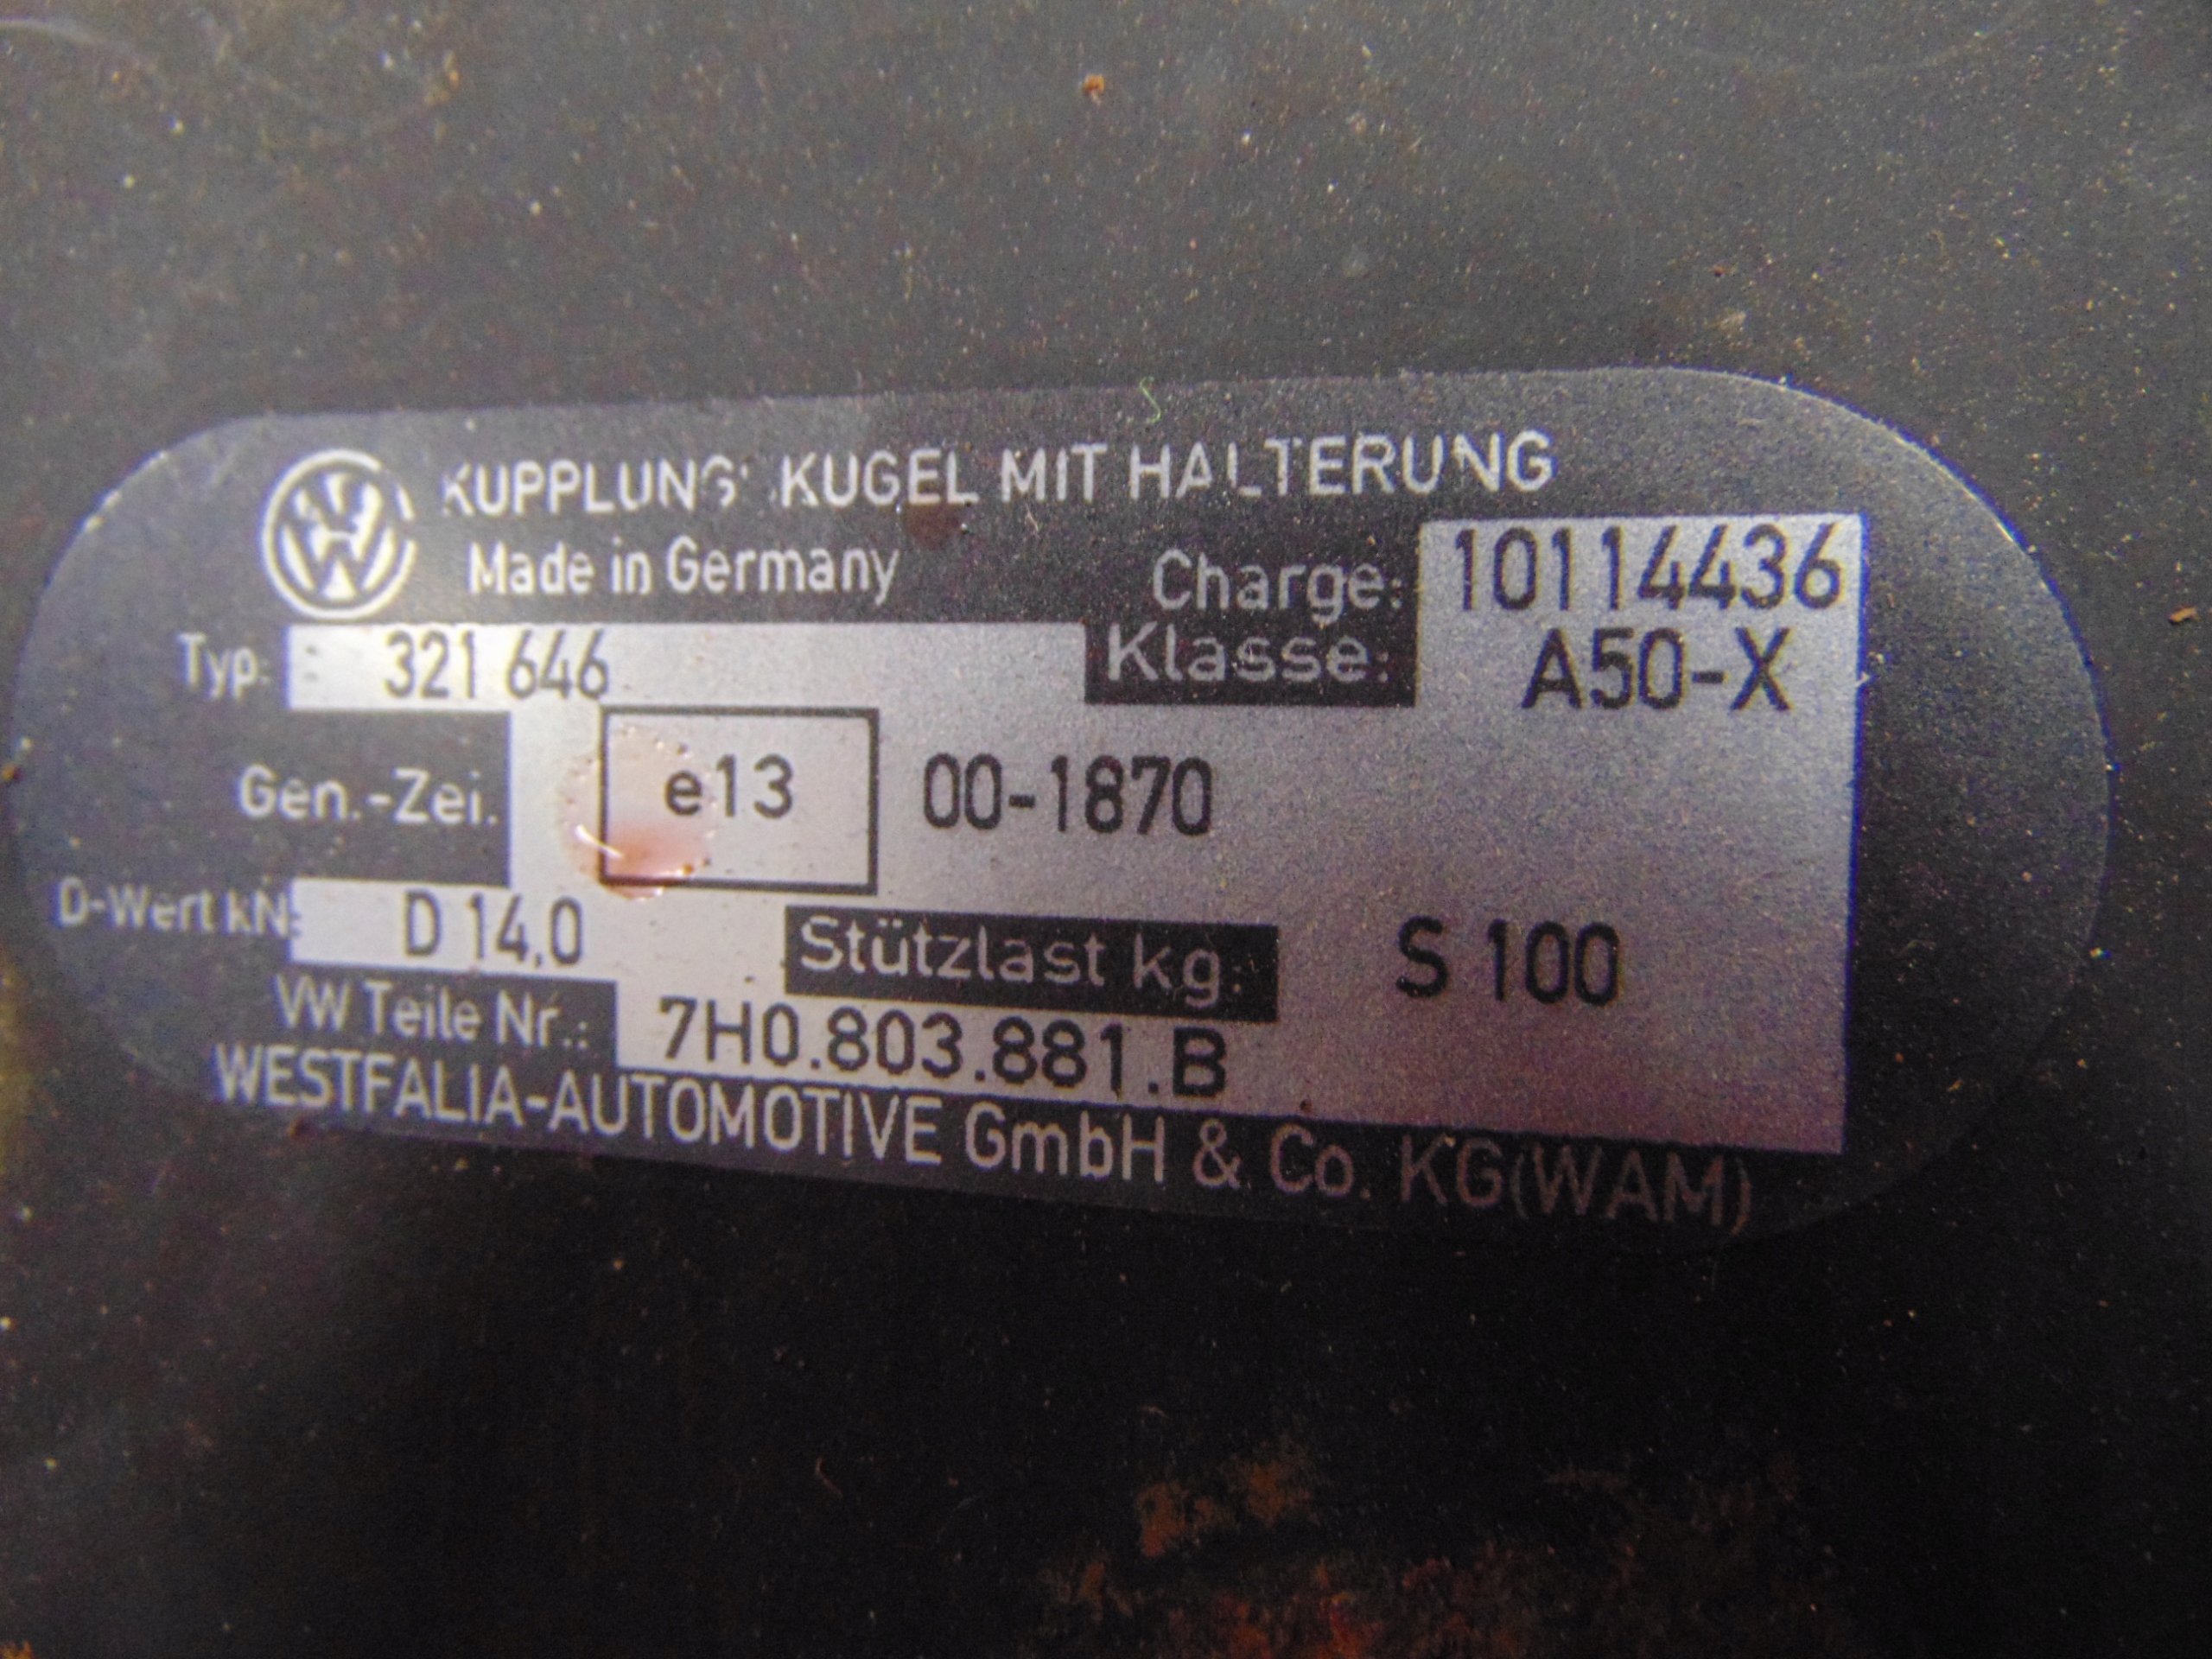 KUPPLUNG' KUGEL MIT HALTERUNG
Made in Germany
Charge: 10114436
Typ: 321 646
Klasse: A50-X
Gen.-Zei. e13 00-1870
D-Wert kN: D 14,0
Stützlast kg: S 100
VW Teile Nr.: 7H0.803.881.B
WESTFALIA-AUTOMOTIVE GmbH & Co. KG(WAM)